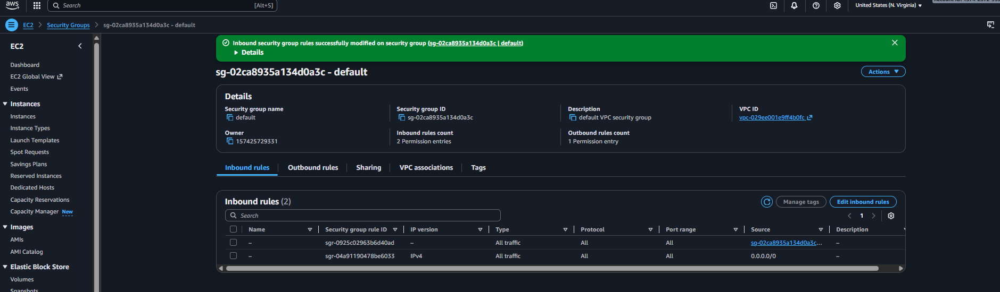 aws Search [Alt+S] United States (N. Virginia)
EC2 Security Groups sg-02ca8935a134d0a3c - default
EC2
Dashboard
EC2 Global View
Events
Instances
Instances
Instance Types
Launch Templates
Spot Requests
Savings Plans
Reserved Instances
Dedicated Hosts
Capacity Reservations
Capacity Manager New
Images
AMIs
AMI Catalog
Elastic Block Store
Volumes
Snapshots
Inbound security group rules successfully modified on security group (sg-02ca8935a134d0a3c | default)
Details
sg-02ca8935a134d0a3c - default
Actions
Details
Security group name
default
Security group ID
sg-02ca8935a134d0a3c
Description
default VPC security group
VPC ID
vpc-029ee001e9ff4b0fc
Owner
157425729331
Inbound rules count
2 Permission entries
Outbound rules count
1 Permission entry
Inbound rules Outbound rules Sharing VPC associations Tags
Inbound rules (2)
Manage tags Edit inbound rules
Search
1
Name Security group rule ID IP version Type Protocol Port range Source Description
– sgr-0925c02963b6d40ad – All traffic All All sg-02ca8935a134d0a3c... –
– sgr-04a91190478be6033 IPv4 All traffic All All 0.0.0.0/0 –